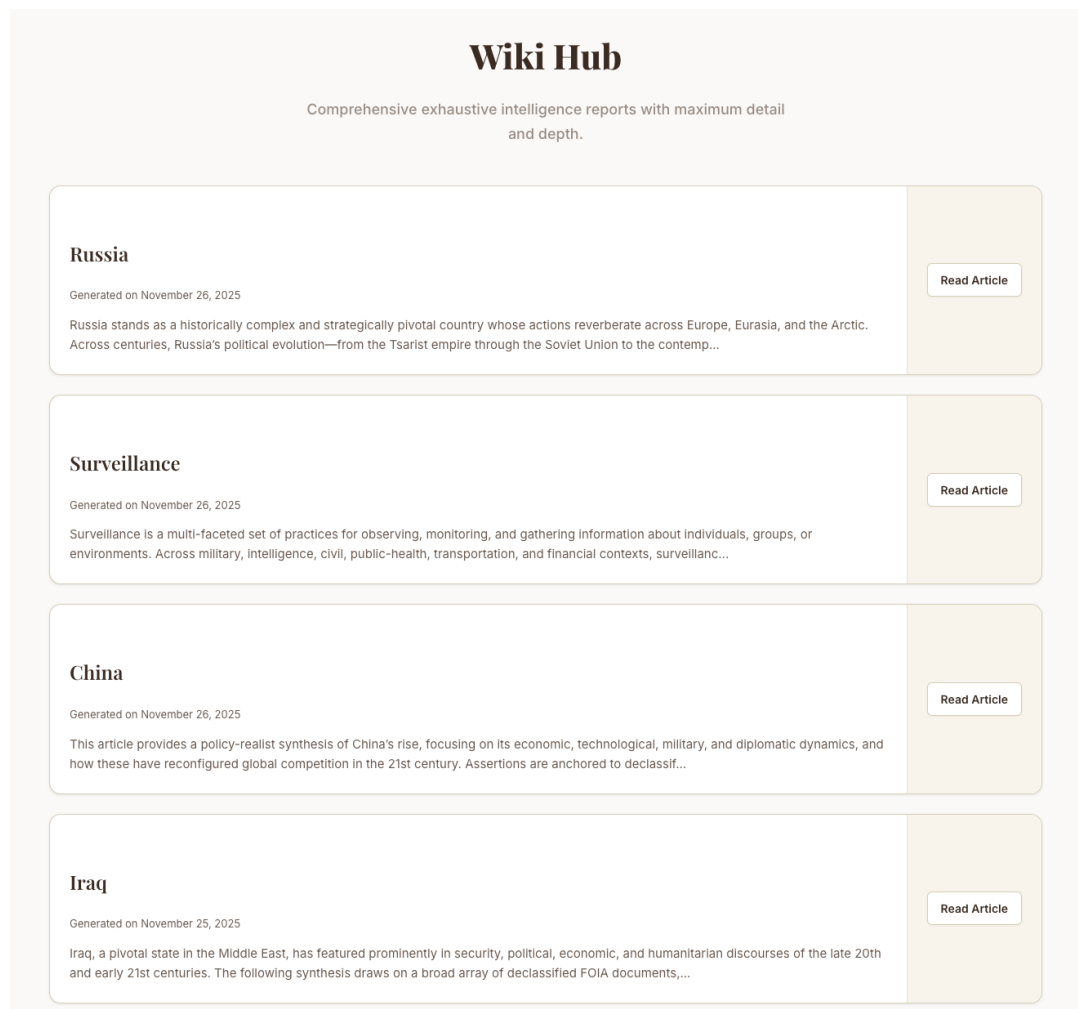 Wiki Hub
Comprehensive exhaustive intelligence reports with maximum detail
and depth.
Russia
Generated on November 26, 2025
Russia stands as a historically complex and strategically pivotal country whose actions reverberate across Europe, Eurasia, and the Arctic.
Across centuries, Russia’s political evolution—from the Tsarist empire through the Soviet Union to the contemp...
Read Article
Surveillance
Generated on November 26, 2025
Surveillance is a multi-faceted set of practices for observing, monitoring, and gathering information about individuals, groups, or
environments. Across military, intelligence, civil, public-health, transportation, and financial contexts, surveillanc...
Read Article
China
Generated on November 26, 2025
This article provides a policy-realist synthesis of China’s rise, focusing on its economic, technological, military, and diplomatic dynamics, and
how these have reconfigured global competition in the 21st century. Assertions are anchored to declassif...
Read Article
Iraq
Generated on November 25, 2025
Iraq, a pivotal state in the Middle East, has featured prominently in security, political, economic, and humanitarian discourses of the late 20th
and early 21st centuries. The following synthesis draws on a broad array of declassified FOIA documents,...
Read Article